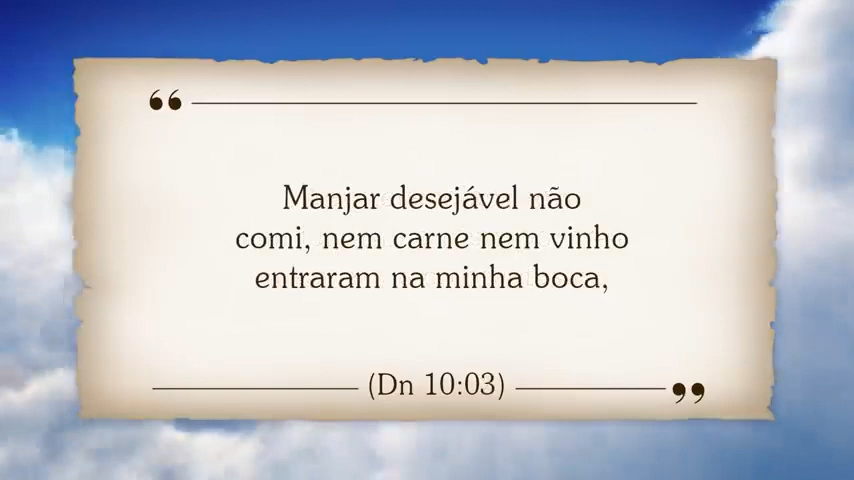 “
Manjar desejável não
comi, nem carne nem vinho
entraram na minha boca,
(Dn 10:03)
”